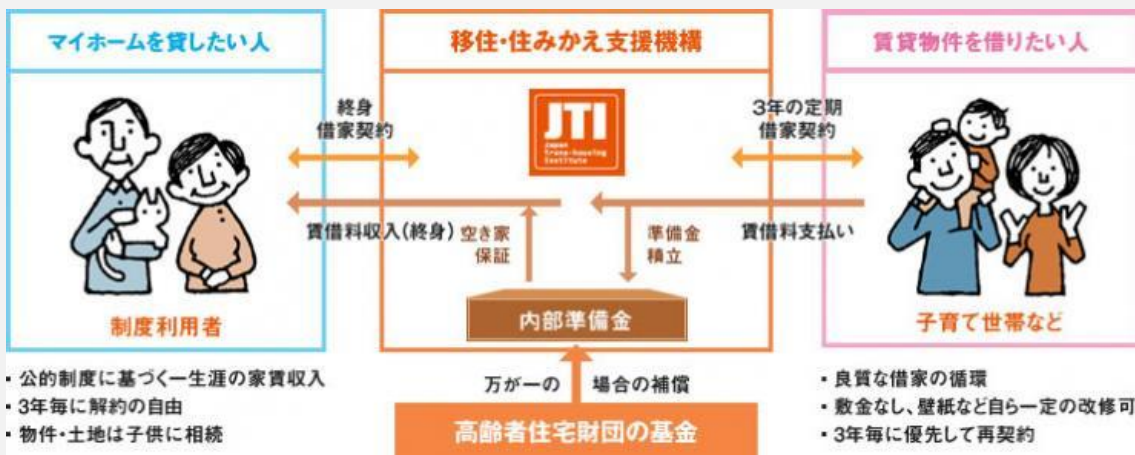 マイホームを貸したい人
移住・住みかえ支援機構
賃貸物件を借りたい人
終身
借家契約
JTI
Japan
trans-housing
Institute
3年の定期
借家契約
賃借料収入(終身)
空き家
保証
準備金
積立
賃借料支払い
内部準備金
制度利用者
子育て世帯など
▪ 公的制度に基づく一生涯の家賃収入
▪ 3年毎に解約の自由
▪ 物件・土地は子供に相続
万が一の 場合の補償
高齢者住宅財団の基金
▪ 良質な借家の循環
▪ 敷金なし、壁紙など自ら一定の改修可
▪ 3年毎に優先して再契約